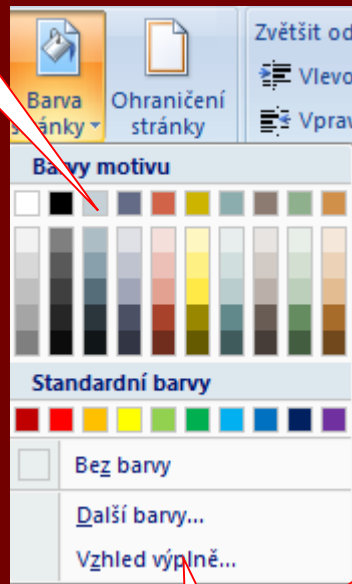 Zvětšit od
Barva stránky
Ohraničení stránky
Vlevo
Vprav
Barvy motivu
Standardní barvy
Bez barvy
Další barvy...
Vzhled výplně...